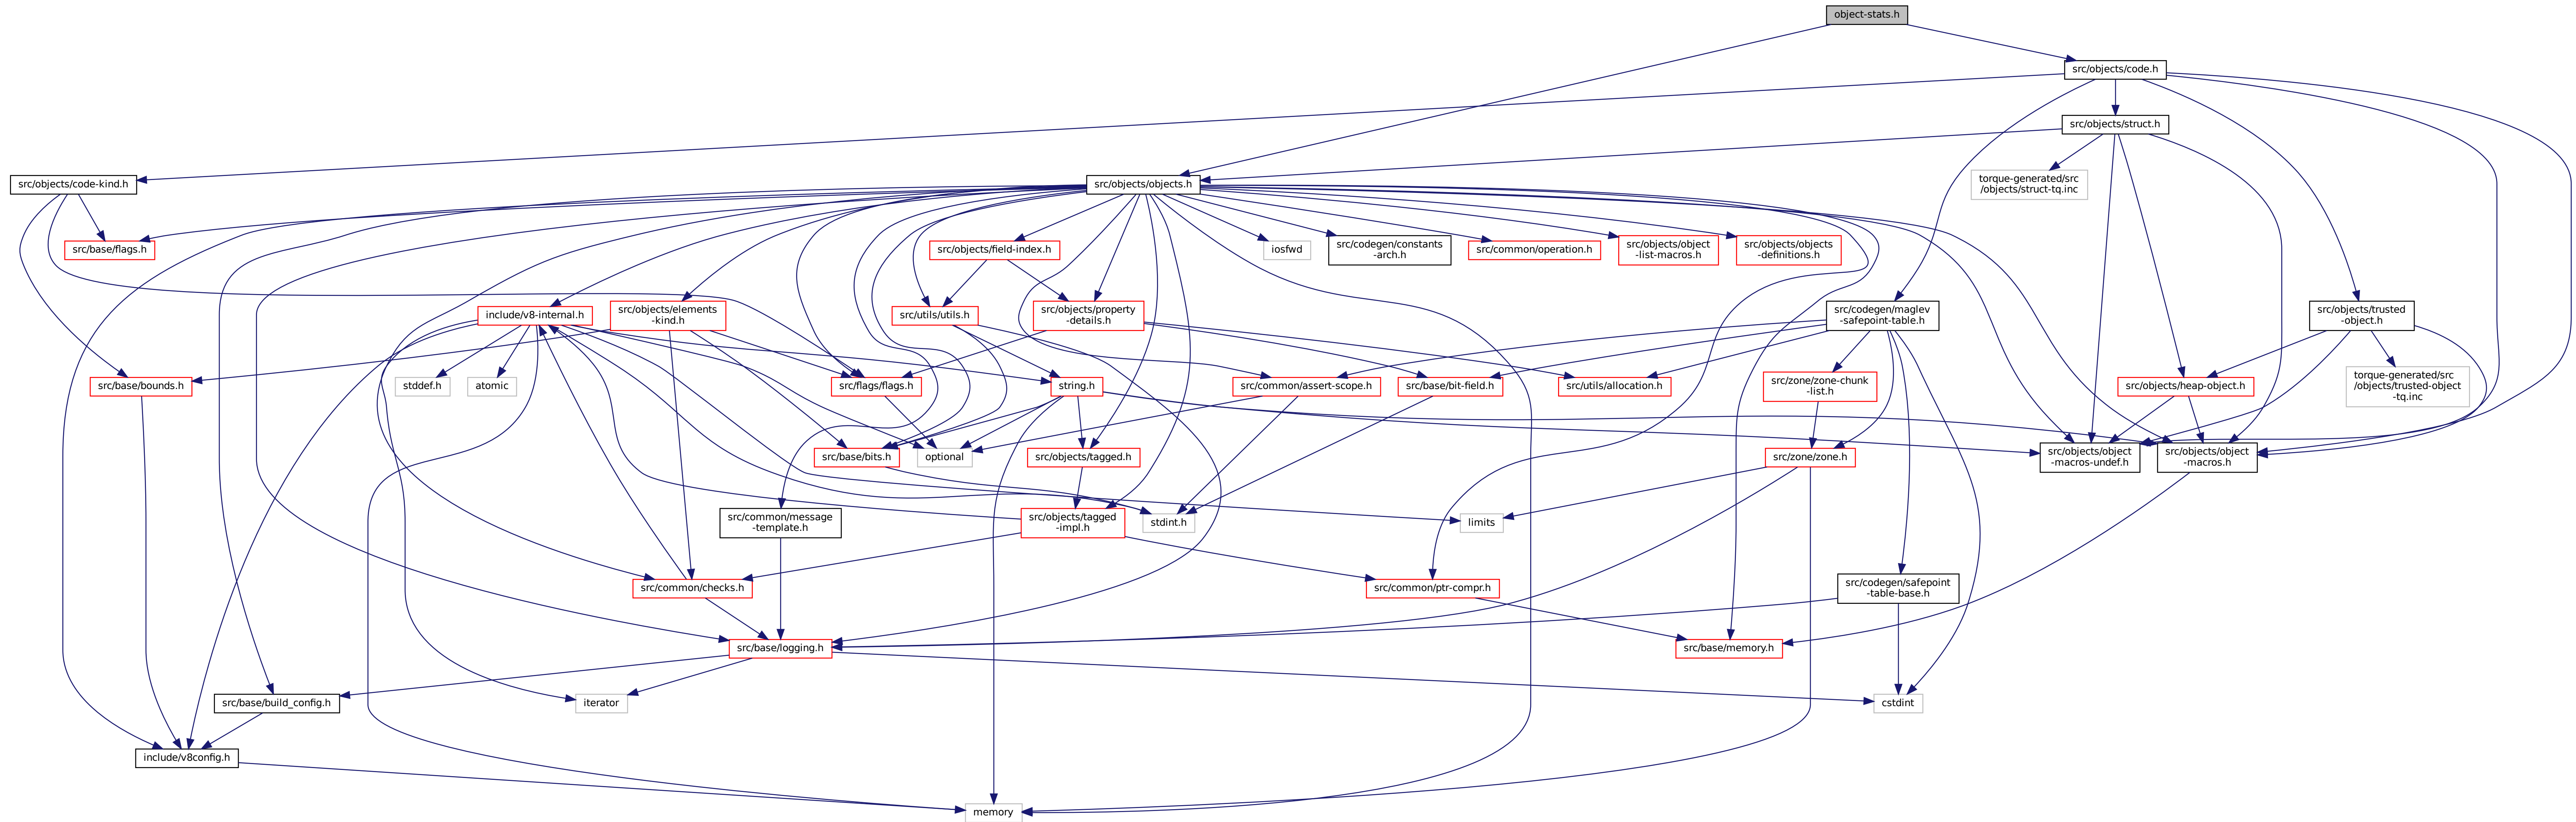 object-stats.h
src/objects/code.h
src/objects/struct.h
src/objects/code-kind.h
src/objects/objects.h
torque-generated/src
/objects/struct-tq.inc
src/base/flags.h
src/objects/field-index.h
iosfwd
src/codegen/constants
-arch.h
src/common/operation.h
src/objects/object
-list-macros.h
src/objects/objects
-definitions.h
include/v8-internal.h
src/objects/elements
-kind.h
src/utils/utils.h
src/objects/property
-details.h
src/codegen/maglev
-safepoint-table.h
src/objects/trusted
-object.h
src/base/bounds.h
stddef.h
atomic
src/flags/flags.h
string.h
src/common/assert-scope.h
src/base/bit-field.h
src/utils/allocation.h
src/zone/zone-chunk
-list.h
src/objects/heap-object.h
torque-generated/src
/objects/trusted-object
-tq.inc
src/base/bits.h
optional
src/objects/tagged.h
src/zone/zone.h
src/objects/object
-macros-undef.h
src/objects/object
-macros.h
src/common/message
-template.h
src/objects/tagged
-impl.h
stdint.h
limits
src/common/checks.h
src/common/ptr-compr.h
src/codegen/safepoint
-table-base.h
src/base/logging.h
src/base/memory.h
src/base/build_config.h
iterator
cstdint
include/v8config.h
memory